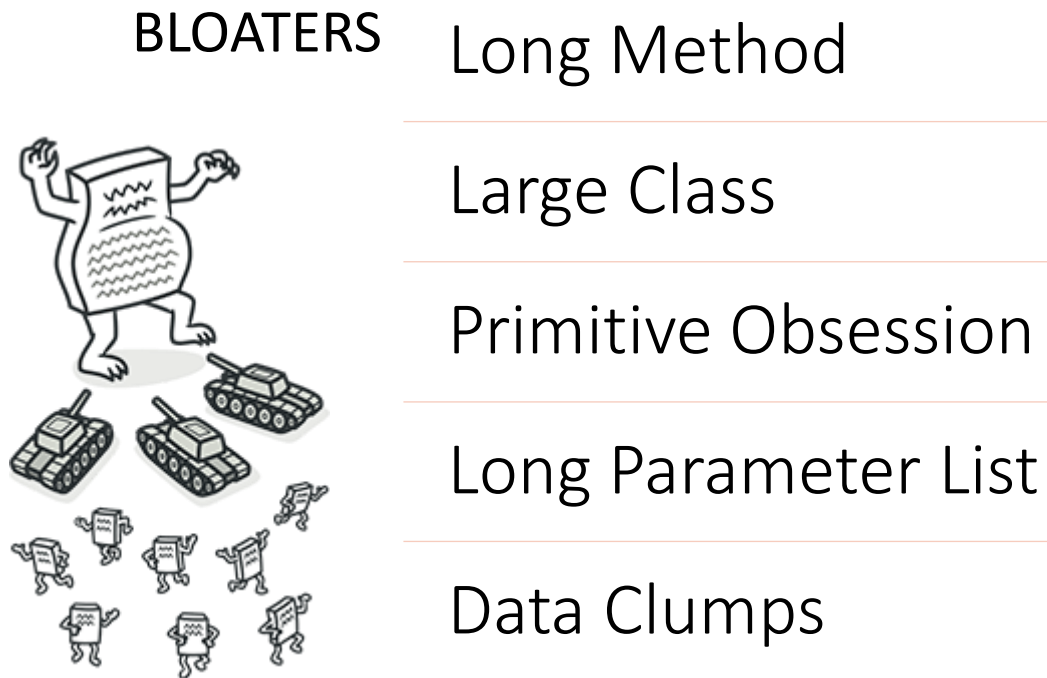 BLOATERS
Long Method
Large Class
Primitive Obsession
Long Parameter List
Data Clumps